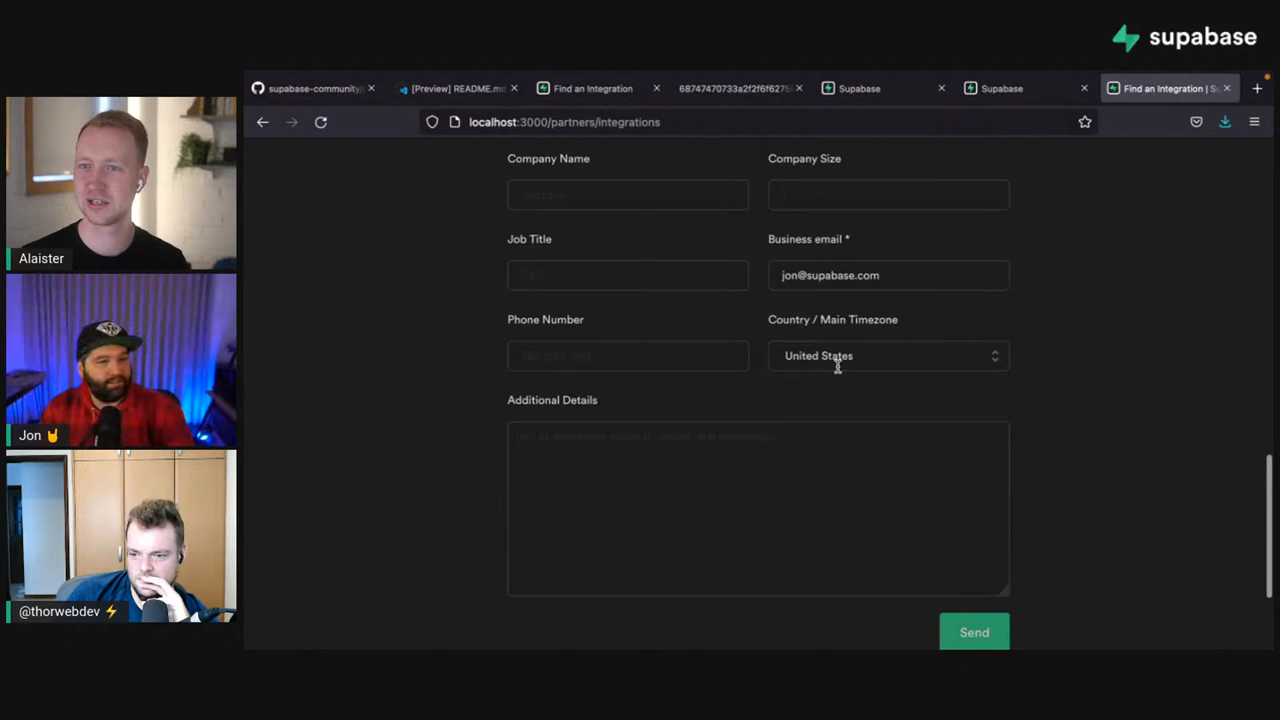 supabase
supabase-community/
[Preview] README.md
Find an Integration
68747470733a2f2f6f6275
Supabase
Supabase
Find an Integration | S
localhost:3000/partners/integrations
Company Name
Company Size
Job Title
Business email *
jon@supabase.com
Phone Number
Country / Main Timezone
United States
Additional Details
Send
Alaister
Jon 🤘
@thorwebdev ⚡